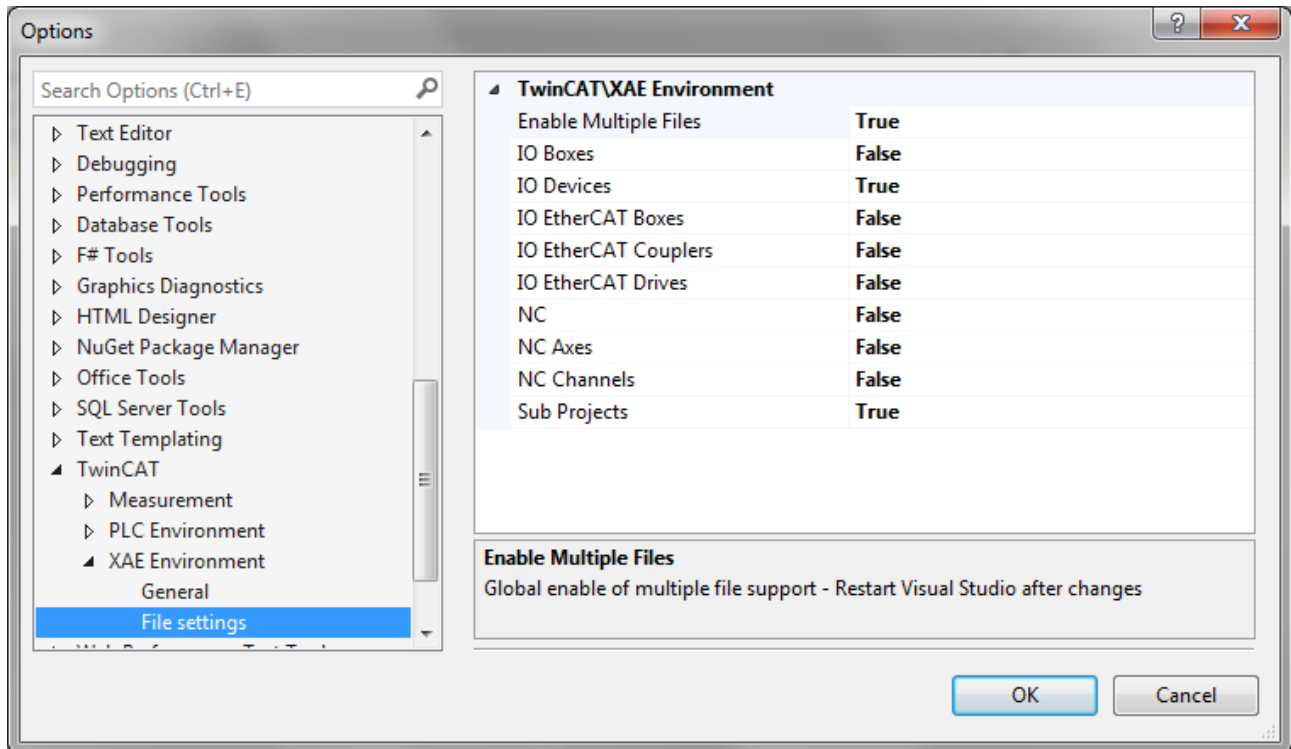 Options
Search Options (Ctrl+E)
Text Editor
Debugging
Performance Tools
Database Tools
F# Tools
Graphics Diagnostics
HTML Designer
NuGet Package Manager
Office Tools
SQL Server Tools
Text Templating
TwinCAT
Measurement
PLC Environment
XAE Environment
General
File settings
TwinCAT\XAE Environment
Enable Multiple Files True
IO Boxes False
IO Devices True
IO EtherCAT Boxes False
IO EtherCAT Couplers False
IO EtherCAT Drives False
NC False
NC Axes False
NC Channels False
Sub Projects True
Enable Multiple Files
Global enable of multiple file support - Restart Visual Studio after changes
OK Cancel